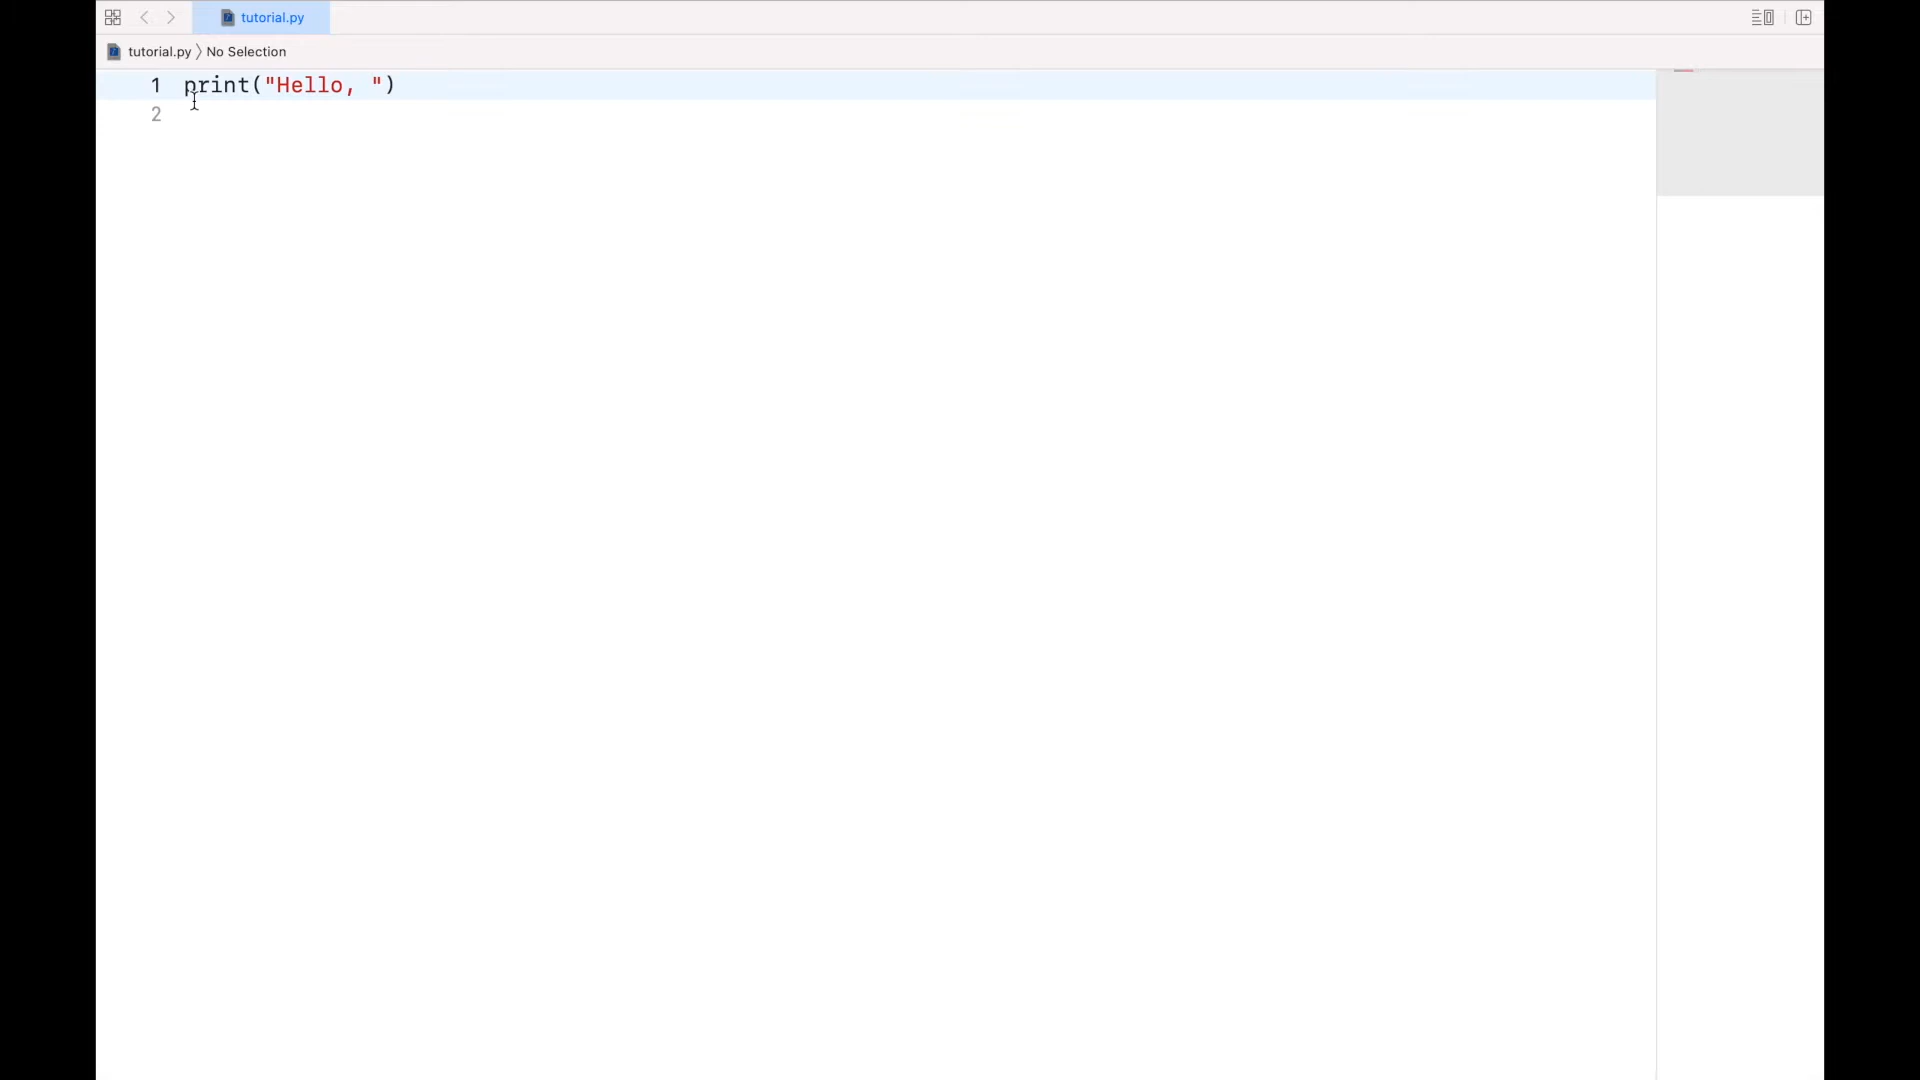 tutorial.py
tutorial.py 〉 No Selection
1 print("Hello, ")
2